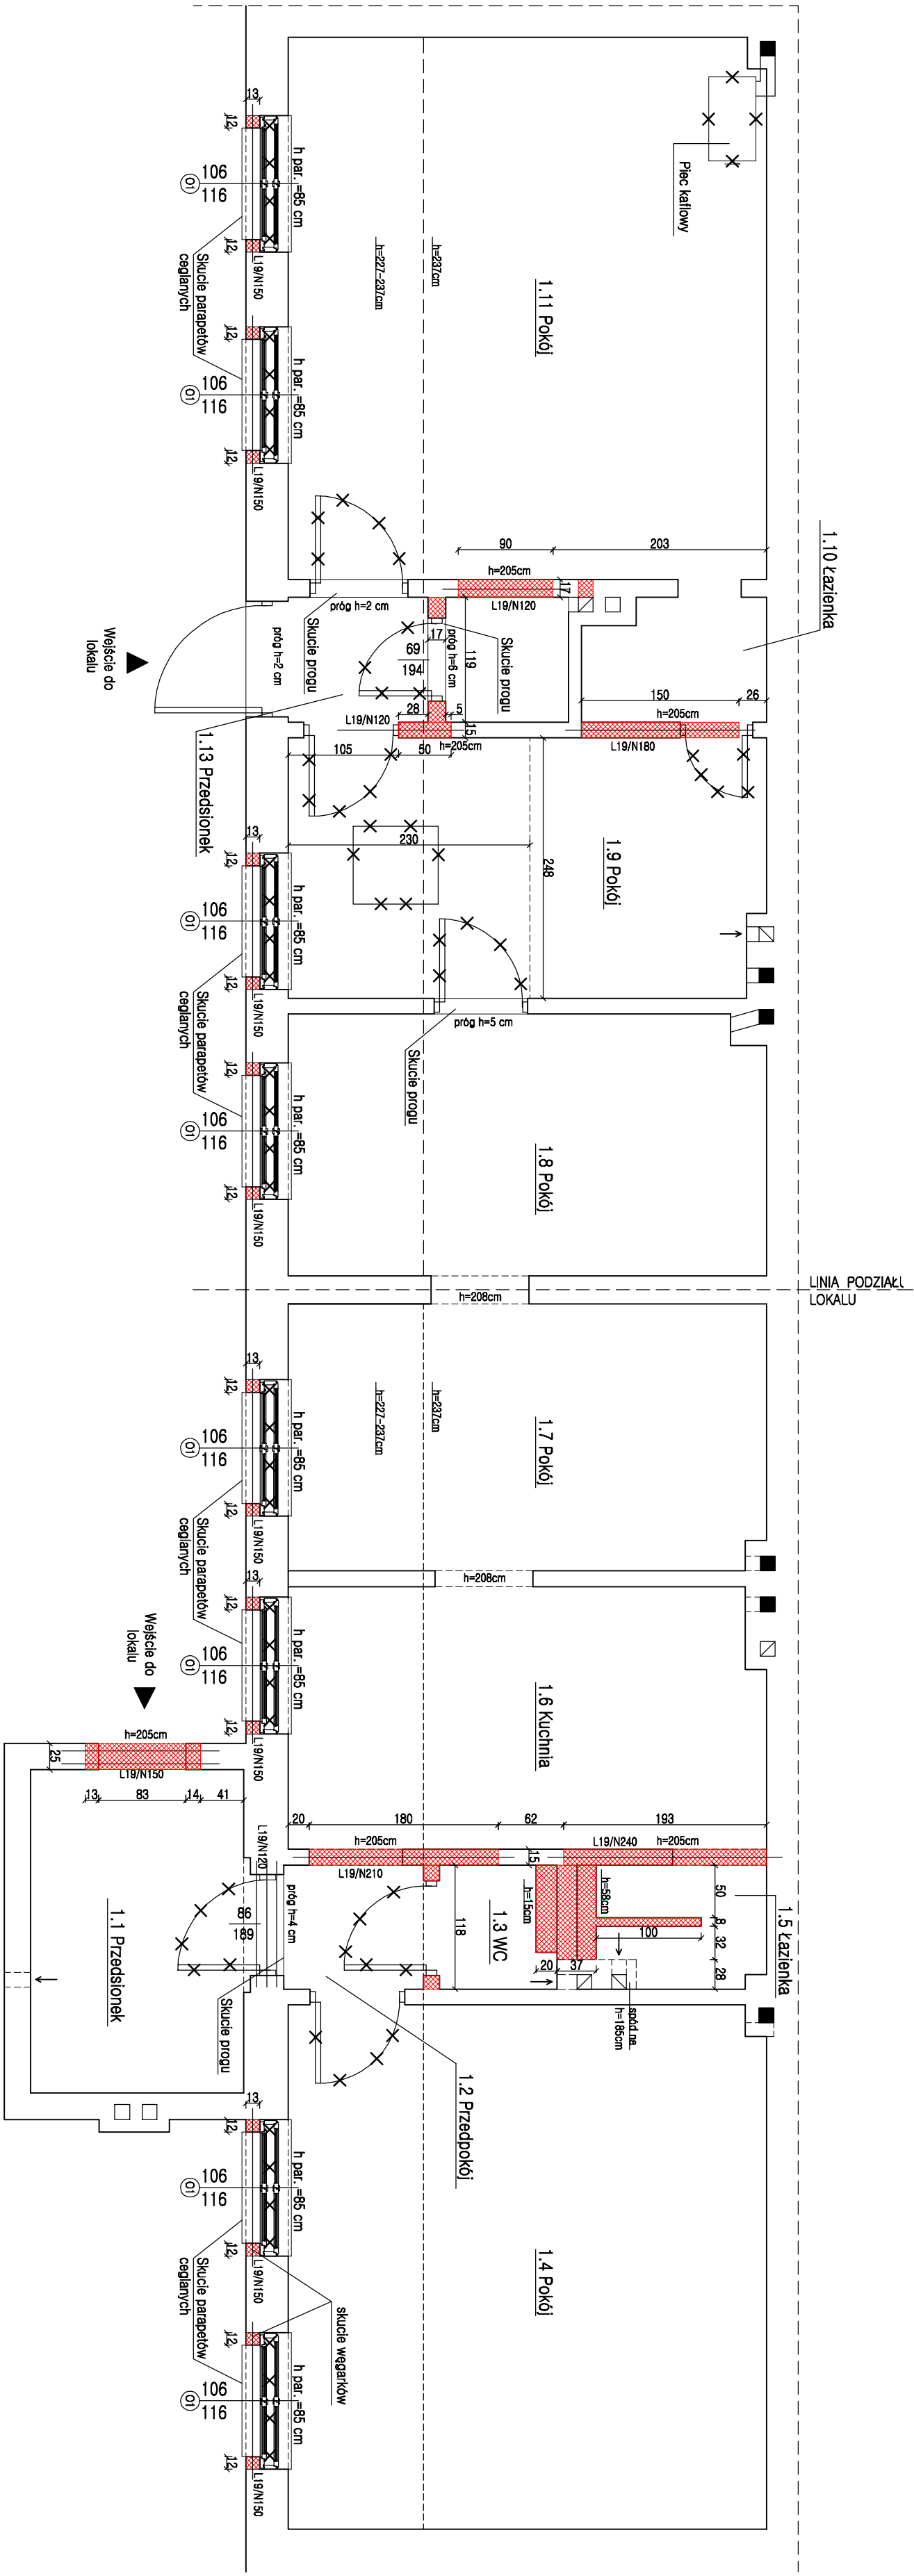 1.11 Pokój
Piec kaflowy
h=237cm
h=227-237cm
13
12
h par. =85 cm
106
116
O1
12
L19/N150
Skucie parapetów
ceglanych
12
h par. =85 cm
106
116
O1
12
L19/N150
1.10 Łazienka
203
90
h=205cm
17
L19/N120
próg h=2 cm
Skucie progu
próg h=2 cm
Wejście do
lokalu
119
17
próg h=6 cm
Skucie progu
69
194
28
5
15
L19/N120
h=205cm
105
50
1.13 Przedsionek
150
26
h=205cm
L19/N180
1.9 Pokój
248
230
13
12
h par. =85 cm
106
116
O1
12
L19/N150
Skucie parapetów
ceglanych
próg h=5 cm
Skucie progu
1.8 Pokój
12
h par. =85 cm
106
116
O1
12
L19/N150
LINIA PODZIAŁU
LOKALU
h=208cm
1.7 Pokój
h=237cm
h=227-237cm
13
12
h par. =85 cm
106
116
O1
12
L19/N150
Skucie parapetów
ceglanych
h=208cm
1.6 Kuchnia
13
12
h par. =85 cm
106
116
O1
12
L19/N150
Wejście do
lokalu
h=205cm
25
L19/N150
13
83
14
41
1.1 Przedsionek
L19/N120
próg h=4 cm
86
189
Skucie progu
20
180
62
193
h=205cm
L19/N210
15
L19/N240
h=205cm
118
1.3 WC
h=15cm
h=58cm
50
8
32
28
100
20
37
spód na
h=185cm
1.5 Łazienka
1.2 Przedpokój
1.4 Pokój
13
12
h par. =85 cm
106
116
O1
12
L19/N150
Skucie parapetów
ceglanych
skucie węgarków
12
h par. =85 cm
106
116
O1
12
L19/N150